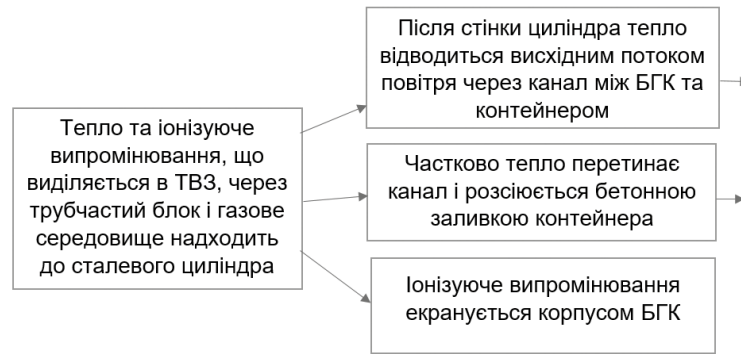 Тепло та іонізуюче
випромінювання, що
виділяється в ТВЗ, через
трубчастий блок і газове
середовище надходить
до сталевого циліндра
Після стінки циліндра тепло
відводиться висхідним потоком
повітря через канал між БГК та
контейнером
Частково тепло перетинає
канал і розсіюється бетонною
заливкою контейнера
Іонізуюче випромінювання
екранується корпусом БГК